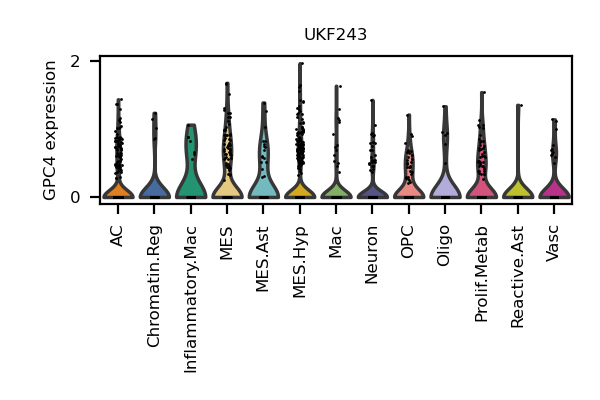 UKF243
GPC4 expression
2
0
AC
Chromatin.Reg
Inflammatory.Mac
MES
MES.Ast
MES.Hyp
Mac
Neuron
OPC
Oligo
Prolif.Metab
Reactive.Ast
Vasc